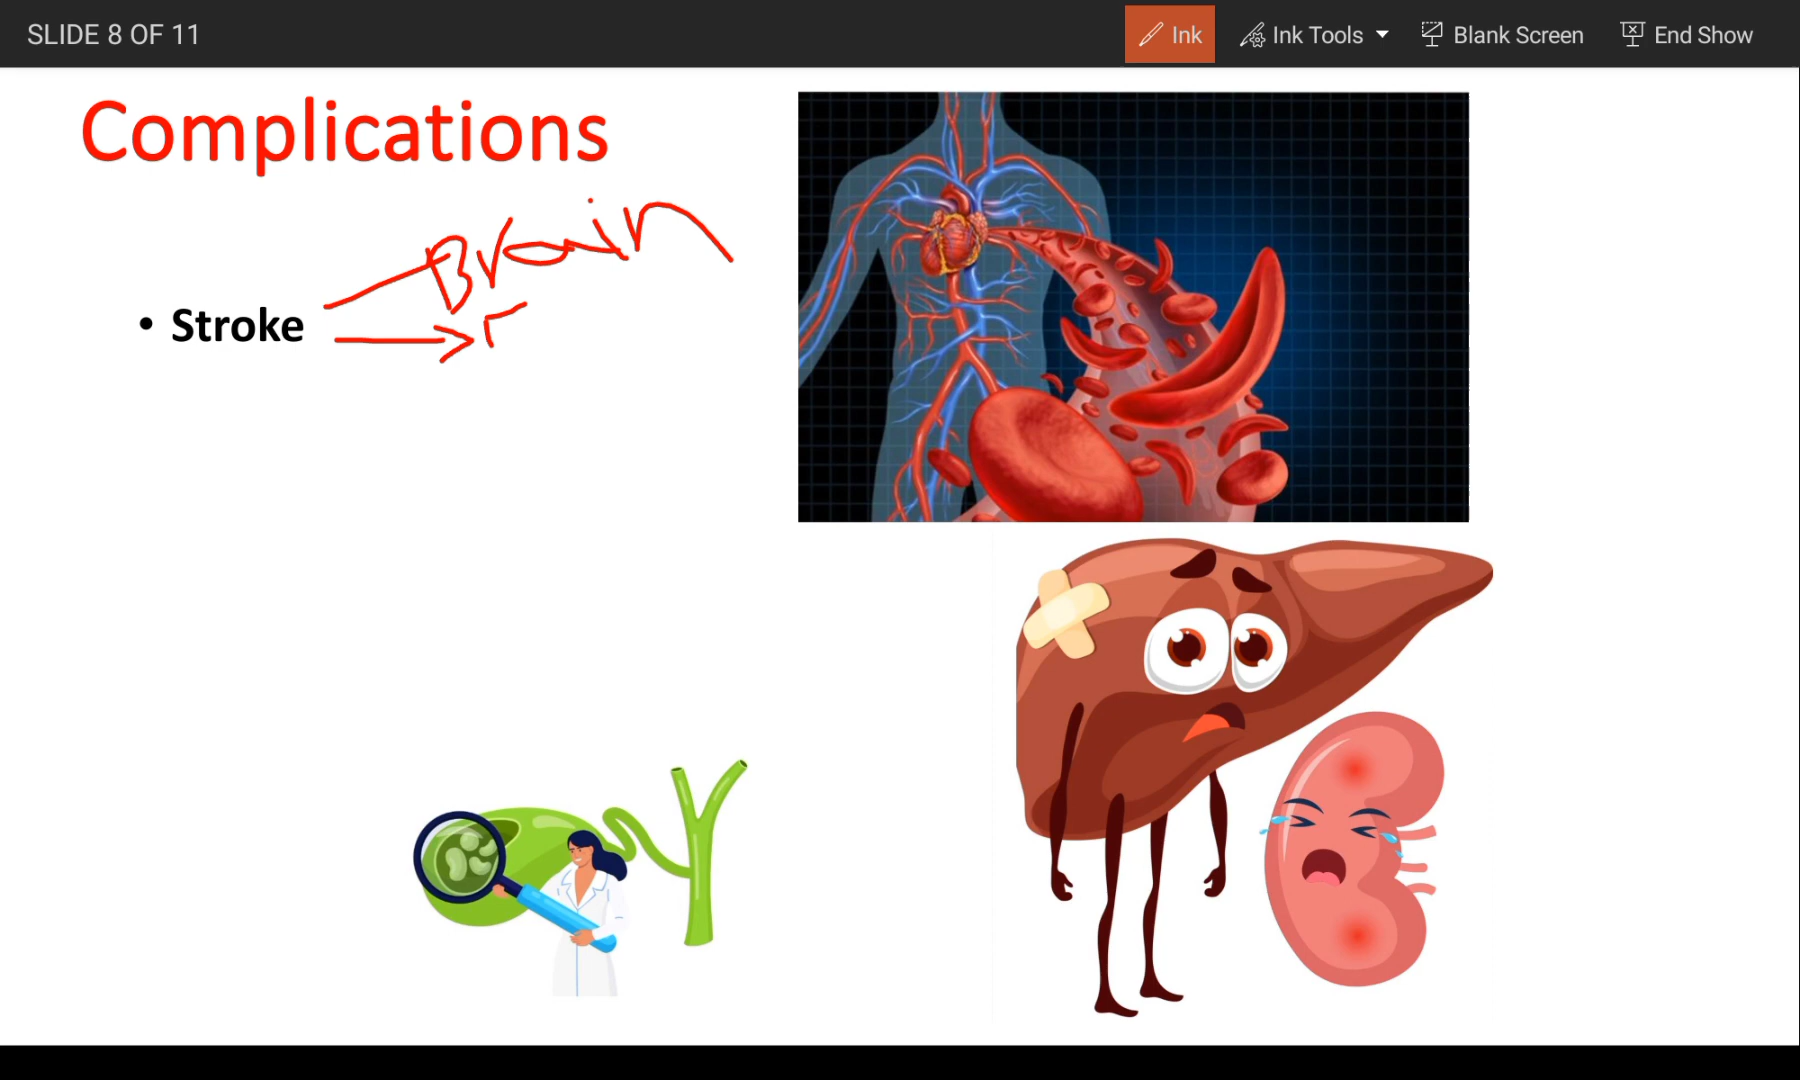 SLIDE 8 OF 11
Ink
Ink Tools
Blank Screen
End Show
Complications
Brain
• Stroke
r